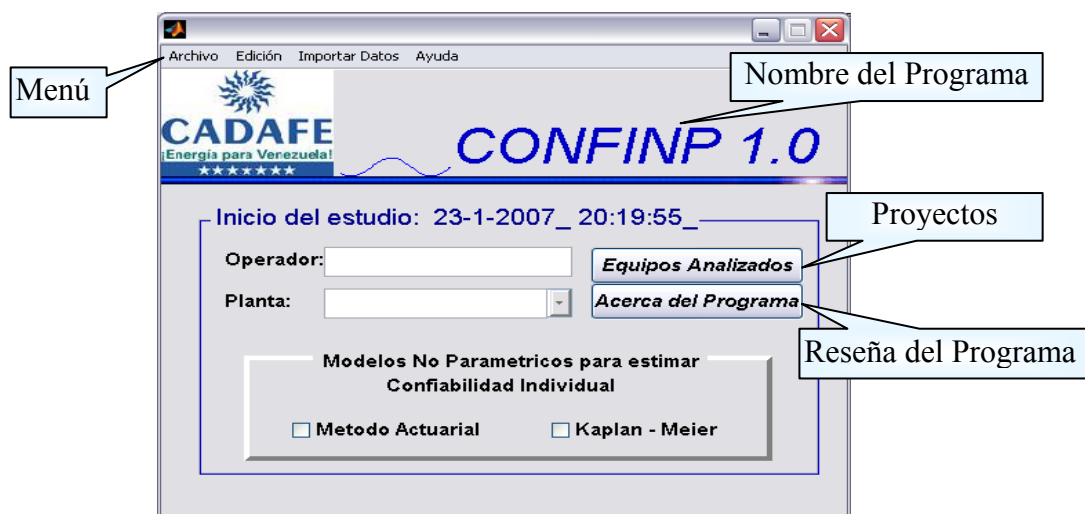 Archivo Edición Importar Datos Ayuda
Menú
Nombre del Programa
CADAFE
¡Energía para Venezuela!
CONFINP 1.0
Inicio del estudio: 23-1-2007_ 20:19:55_
Proyectos
Operador:
Equipos Analizados
Planta:
Acerca del Programa
Reseña del Programa
Modelos No Parametricos para estimar
Confiabilidad Individual
Metodo Actuarial
Kaplan - Meier